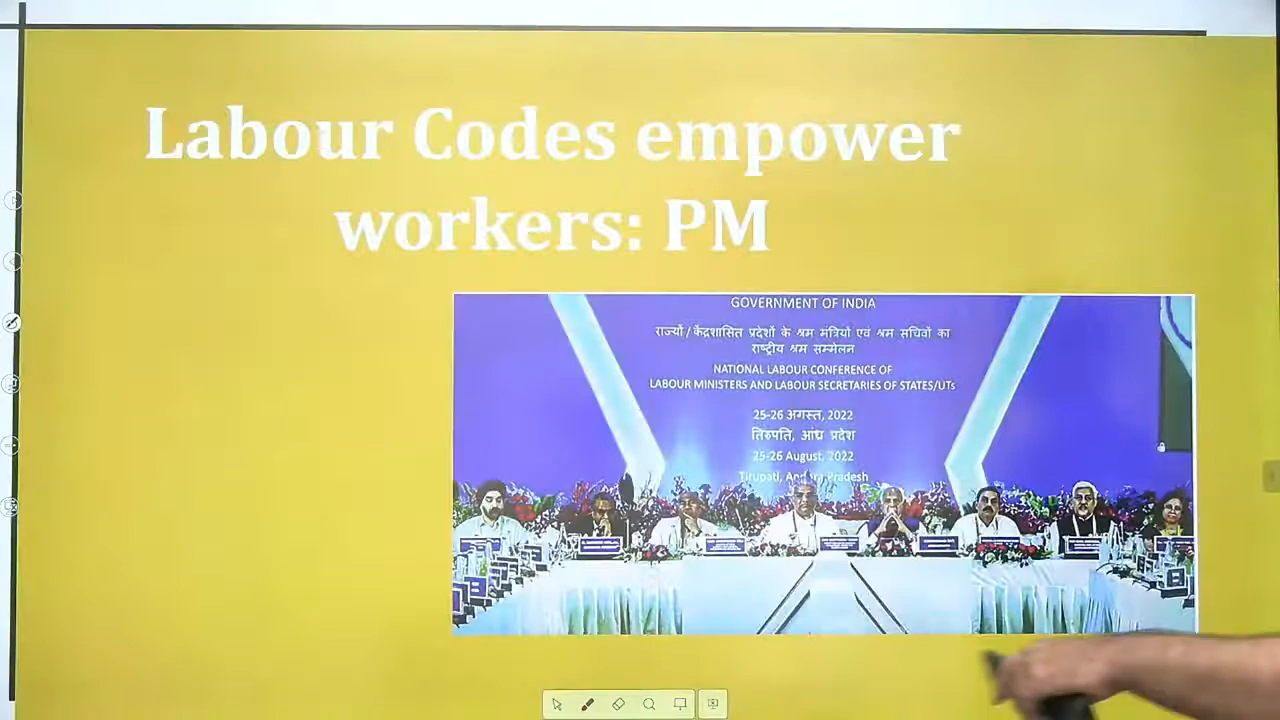 Labour Codes empower
workers: PM
GOVERNMENT OF INDIA
राज्यों / केंद्रशासित प्रदेशों के श्रम मंत्रियों एवं श्रम सचिवों का
राष्ट्रीय श्रम सम्मेलन
NATIONAL LABOUR CONFERENCE OF
LABOUR MINISTERS AND LABOUR SECRETARIES OF STATES/UTs
25-26 अगस्त, 2022
तिरुपति, आंध्र प्रदेश
25-26 August, 2022
Tirupati, Andhra Pradesh